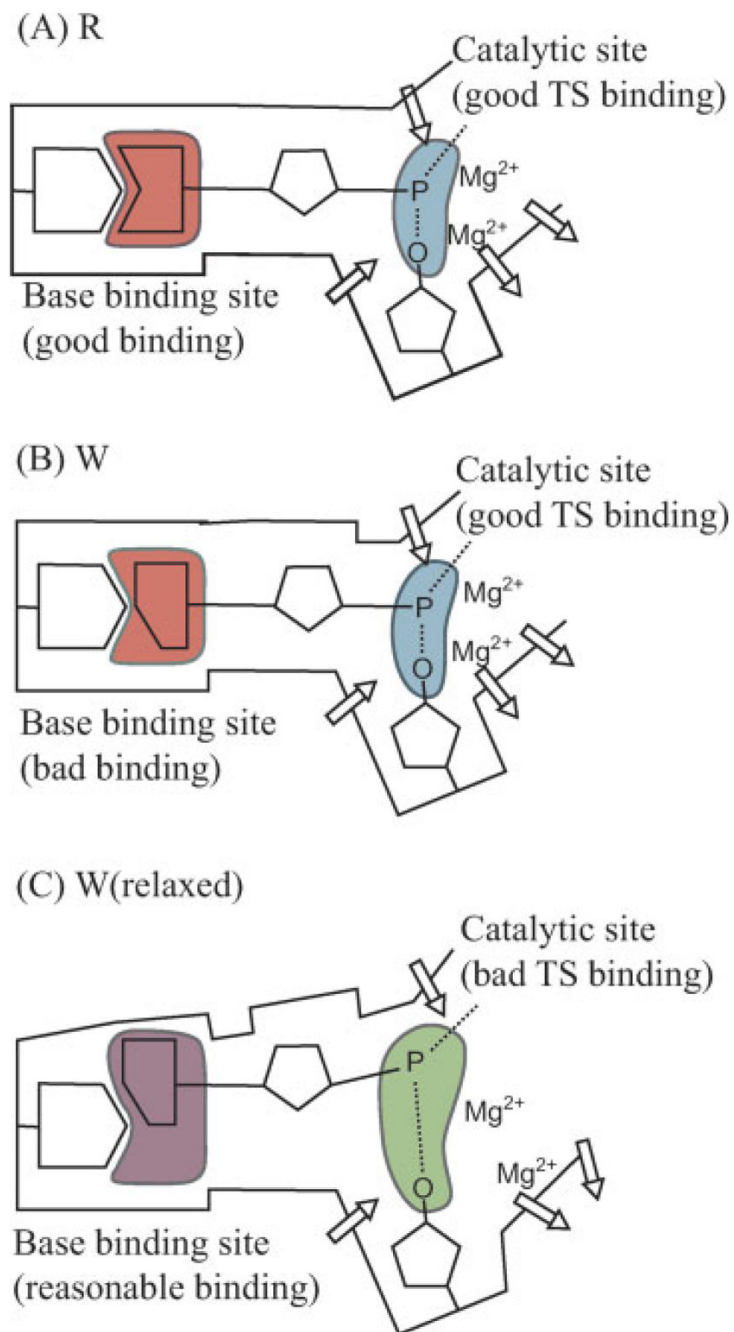 (A) R
Catalytic site
(good TS binding)
P
Mg²⁺
Mg²⁺
O
Base binding site
(good binding)
(B) W
Catalytic site
(good TS binding)
P
Mg²⁺
Mg²⁺
O
Base binding site
(bad binding)
(C) W(relaxed)
Catalytic site
(bad TS binding)
P
Mg²⁺
Mg²⁺
O
Base binding site
(reasonable binding)